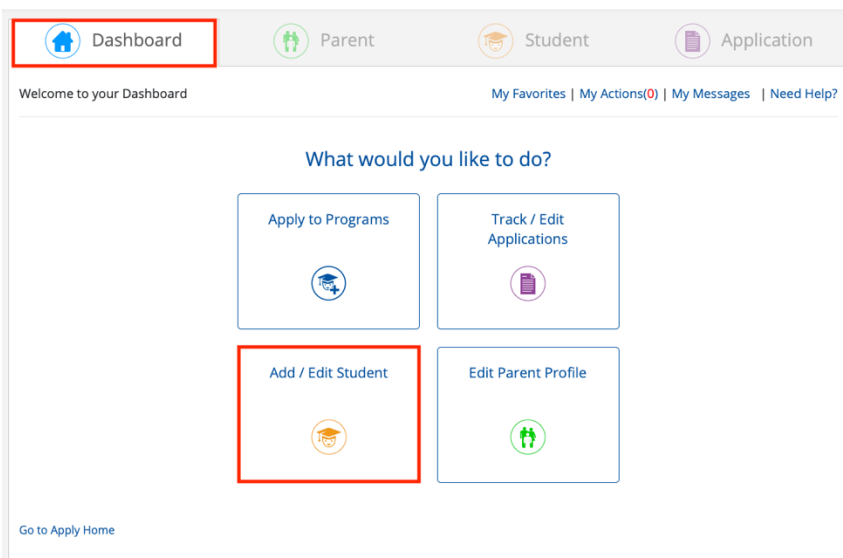 Dashboard
Parent
Student
Application
Welcome to your Dashboard
My Favorites | My Actions(0) | My Messages | Need Help?
What would you like to do?
Apply to Programs
Track / Edit
Applications
Add / Edit Student
Edit Parent Profile
Go to Apply Home